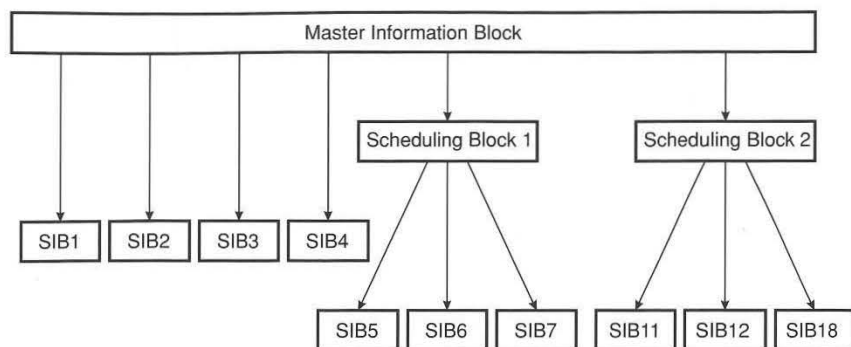 Master Information Block
Scheduling Block 1
Scheduling Block 2
SIB1
SIB2
SIB3
SIB4
SIB5
SIB6
SIB7
SIB11
SIB12
SIB18